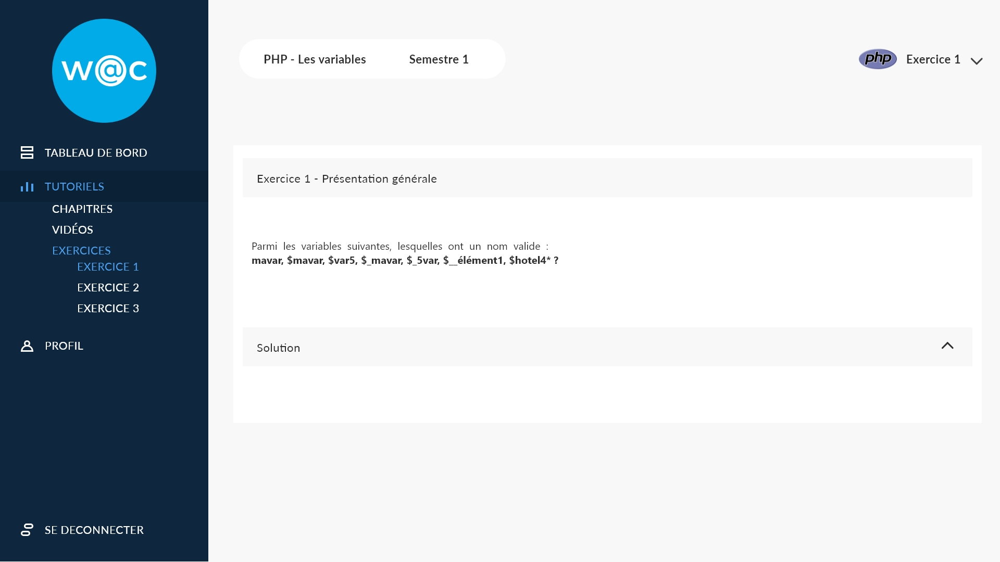 W@C
TABLEAU DE BORD
TUTORIELS
CHAPITRES
VIDÉOS
EXERCICES
EXERCICE 1
EXERCICE 2
EXERCICE 3
PROFIL
SE DECONNECTER
PHP - Les variables Semestre 1
php Exercice 1
Exercice 1 - Présentation générale
Parmi les variables suivantes, lesquelles ont un nom valide :
mavar, $mavar, $var5, $_mavar, $_5var, $__élément1, $hotel4* ?
Solution